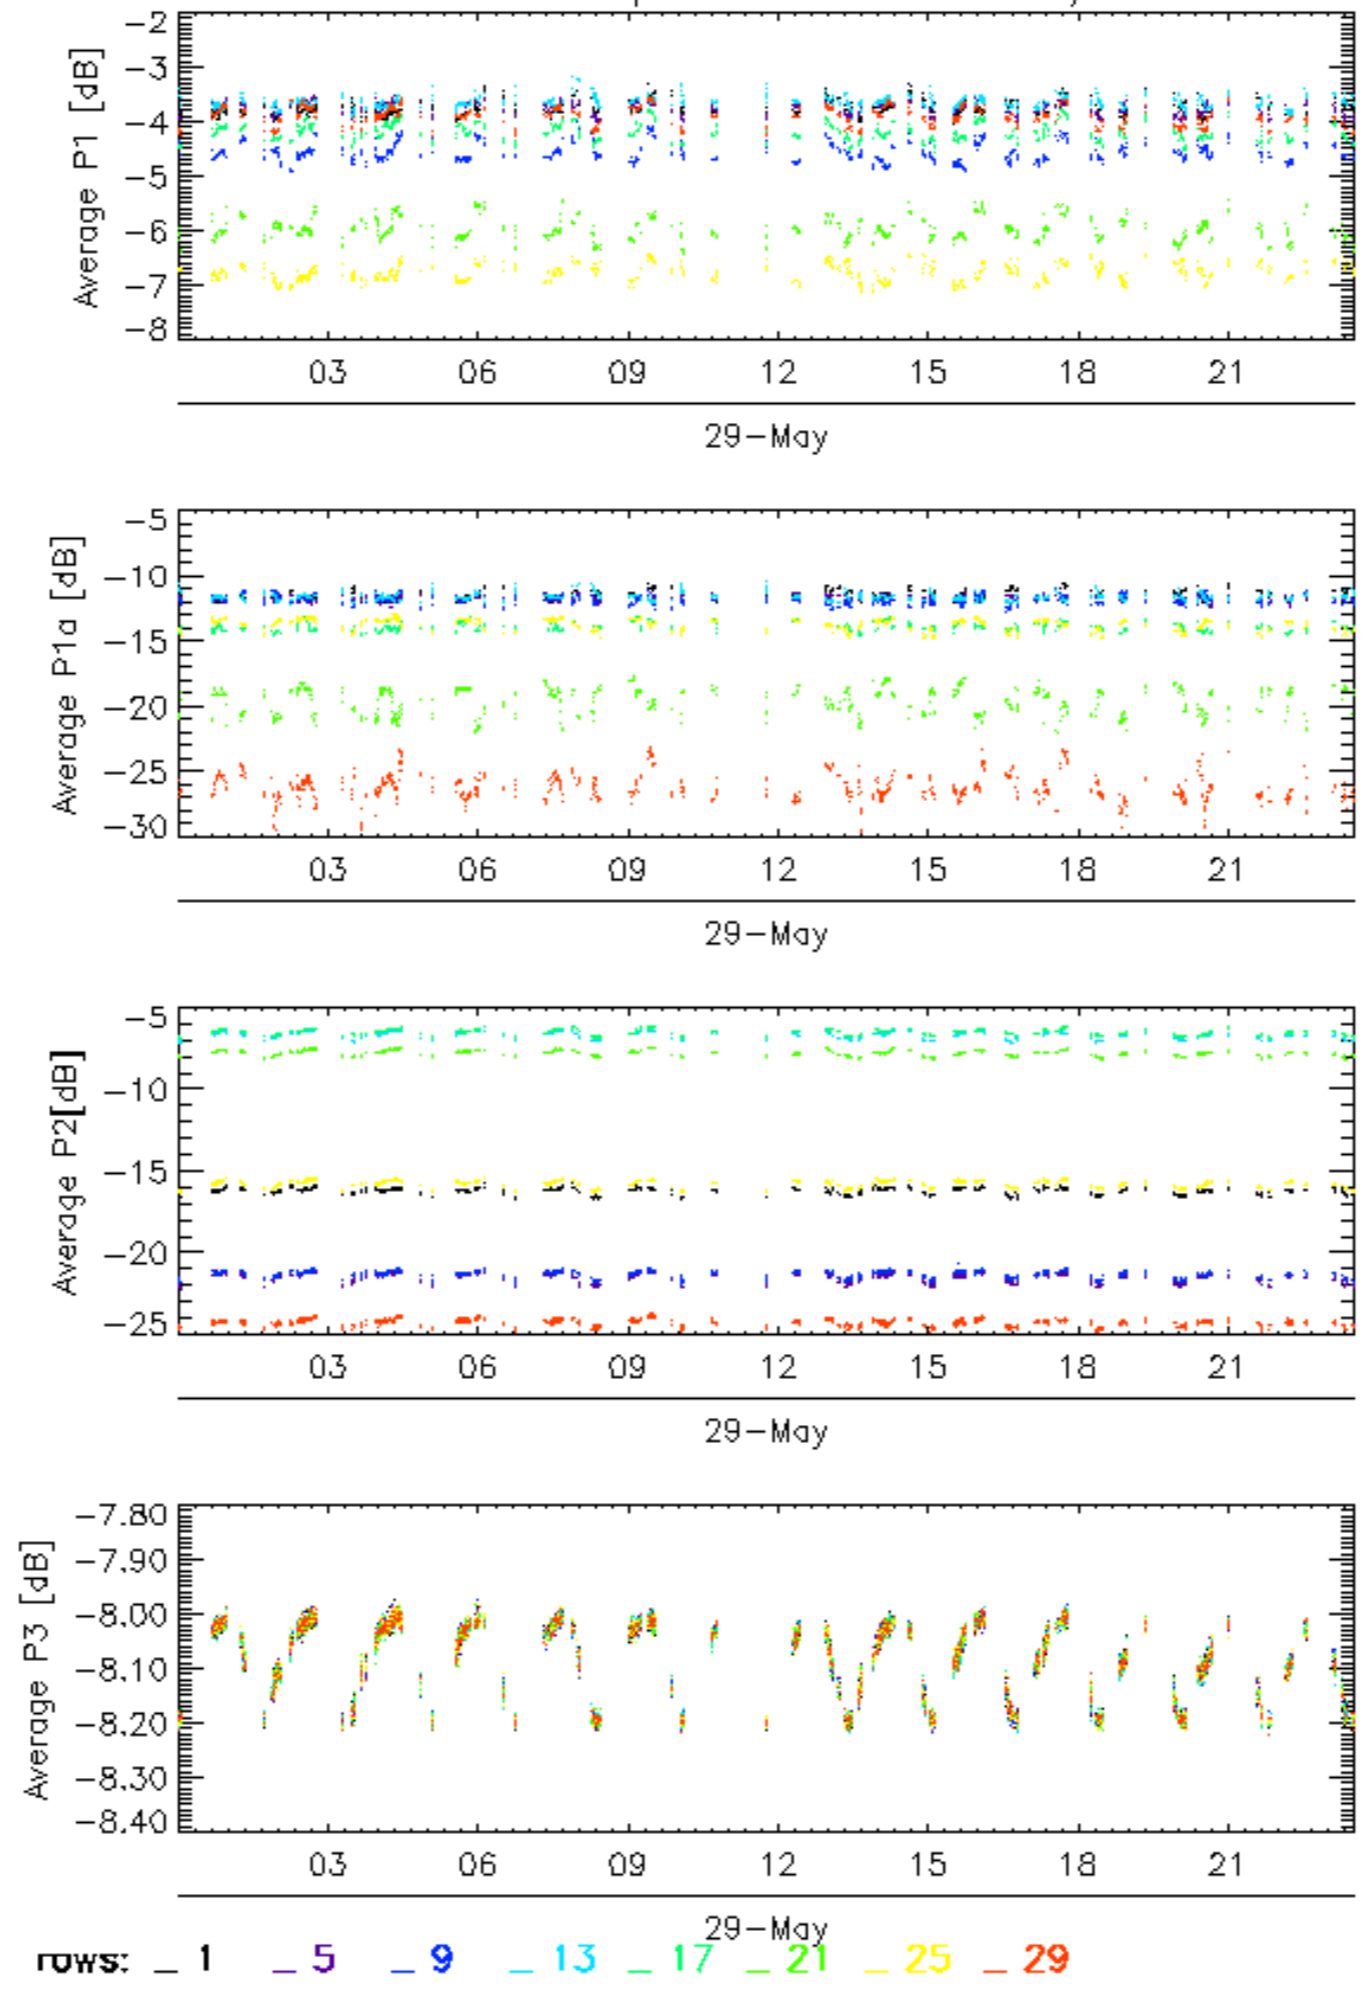 Average P1 [dB]
-2
-3
-4
-5
-6
-7
-8
03 06 09 12 15 18 21
29-May
Average P1a [dB]
-5
-10
-15
-20
-25
-30
03 06 09 12 15 18 21
29-May
Average P2[dB]
-5
-10
-15
-20
-25
03 06 09 12 15 18 21
29-May
Average P3 [dB]
-7.80
-7.90
-8.00
-8.10
-8.20
-8.30
-8.40
03 06 09 12 15 18 21
29-May
rows: _ 1 _ 5 _ 9 _ 13 _ 17 _ 21 _ 25 _ 29